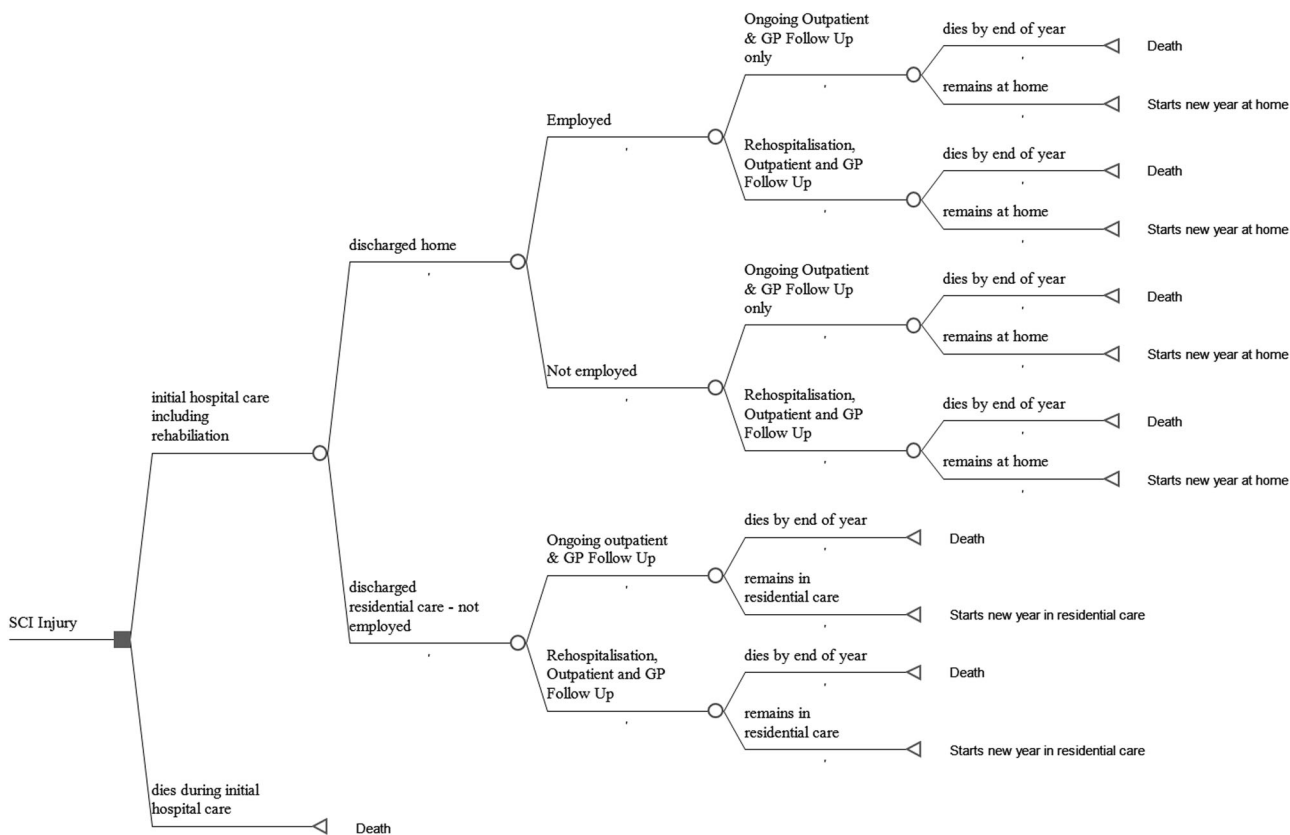 Ongoing Outpatient
& GP Follow Up
only
dies by end of year
Death
remains at home
Starts new year at home
Employed
Rehospitalisation,
Outpatient and GP
Follow Up
dies by end of year
Death
remains at home
Starts new year at home
discharged home
Ongoing Outpatient
& GP Follow Up
only
dies by end of year
Death
remains at home
Starts new year at home
Not employed
Rehospitalisation,
Outpatient and GP
Follow Up
dies by end of year
Death
remains at home
Starts new year at home
initial hospital care
including
rehabiliation
Ongoing outpatient
& GP Follow Up
dies by end of year
Death
remains in
residential care
Starts new year in residential care
discharged
residential care - not
employed
SCI Injury
Rehospitalisation,
Outpatient and GP
Follow Up
dies by end of year
Death
remains in
residential care
Starts new year in residential care
dies during initial
hospital care
Death